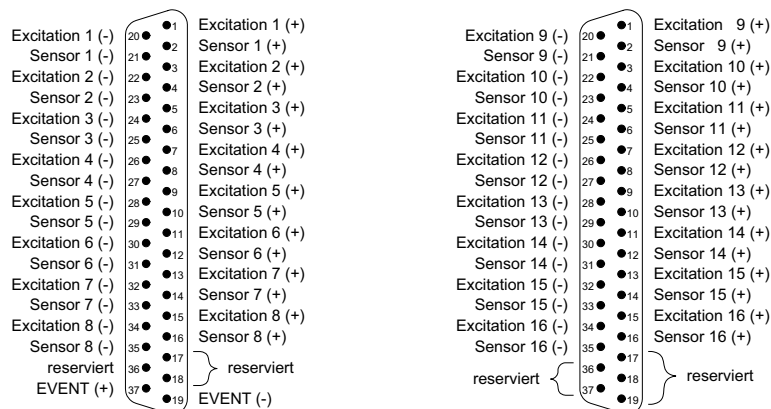 1 Excitation 1 (+)
Excitation 1 (-) 20
2 Sensor 1 (+)
Sensor 1 (-) 21
3 Excitation 2 (+)
Excitation 2 (-) 22
4 Sensor 2 (+)
Sensor 2 (-) 23
5 Excitation 3 (+)
Excitation 3 (-) 24
6 Sensor 3 (+)
Sensor 3 (-) 25
7 Excitation 4 (+)
Excitation 4 (-) 26
8 Sensor 4 (+)
Sensor 4 (-) 27
9 Excitation 5 (+)
Excitation 5 (-) 28
10 Sensor 5 (+)
Sensor 5 (-) 29
11 Excitation 6 (+)
Excitation 6 (-) 30
12 Sensor 6 (+)
Sensor 6 (-) 31
13 Excitation 7 (+)
Excitation 7 (-) 32
14 Sensor 7 (+)
Sensor 7 (-) 33
15 Excitation 8 (+)
Excitation 8 (-) 34
16 Sensor 8 (+)
Sensor 8 (-) 35
17
reserviert 36
reserviert
18
EVENT (+) 37
19 EVENT (-)
1 Excitation 9 (+)
Excitation 9 (-) 20
2 Sensor 9 (+)
Sensor 9 (-) 21
3 Excitation 10 (+)
Excitation 10 (-) 22
4 Sensor 10 (+)
Sensor 10 (-) 23
5 Excitation 11 (+)
Excitation 11 (-) 24
6 Sensor 11 (+)
Sensor 11 (-) 25
7 Excitation 12 (+)
Excitation 12 (-) 26
8 Sensor 12 (+)
Sensor 12 (-) 27
9 Excitation 13 (+)
Excitation 13 (-) 28
10 Sensor 13 (+)
Sensor 13 (-) 29
11 Excitation 14 (+)
Excitation 14 (-) 30
12 Sensor 14 (+)
Sensor 14 (-) 31
13 Excitation 15 (+)
Excitation 15 (-) 32
14 Sensor 15 (+)
Sensor 15 (-) 33
15 Excitation 16 (+)
Excitation 16 (-) 34
16 Sensor 16 (+)
Sensor 16 (-) 35
17
36
reserviert
18
reserviert
37
19